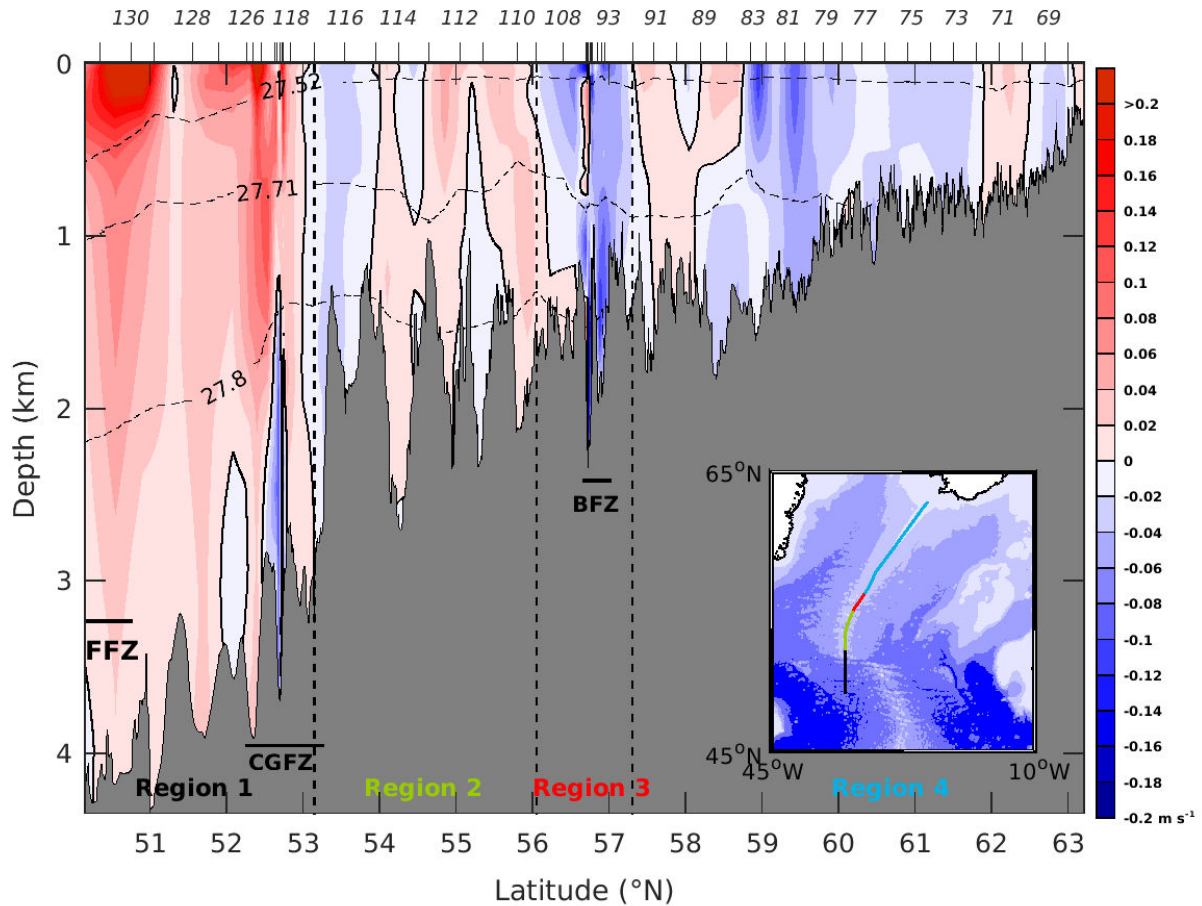 130 128 126 118 116 114 112 110 108 93 91 89 83 81 79 77 75 73 71 69
0
1
2
3
4
Depth (km)
27.52
27.71
27.8
FFZ
CGFZ
BFZ
Region 1
Region 2
Region 3
Region 4
65°N
45°N
45°W
10°W
51 52 53 54 55 56 57 58 59 60 61 62 63
Latitude (°N)
>0.2
0.18
0.16
0.14
0.12
0.1
0.08
0.06
0.04
0.02
0
-0.02
-0.04
-0.06
-0.08
-0.1
-0.12
-0.14
-0.16
-0.18
-0.2 m s⁻¹